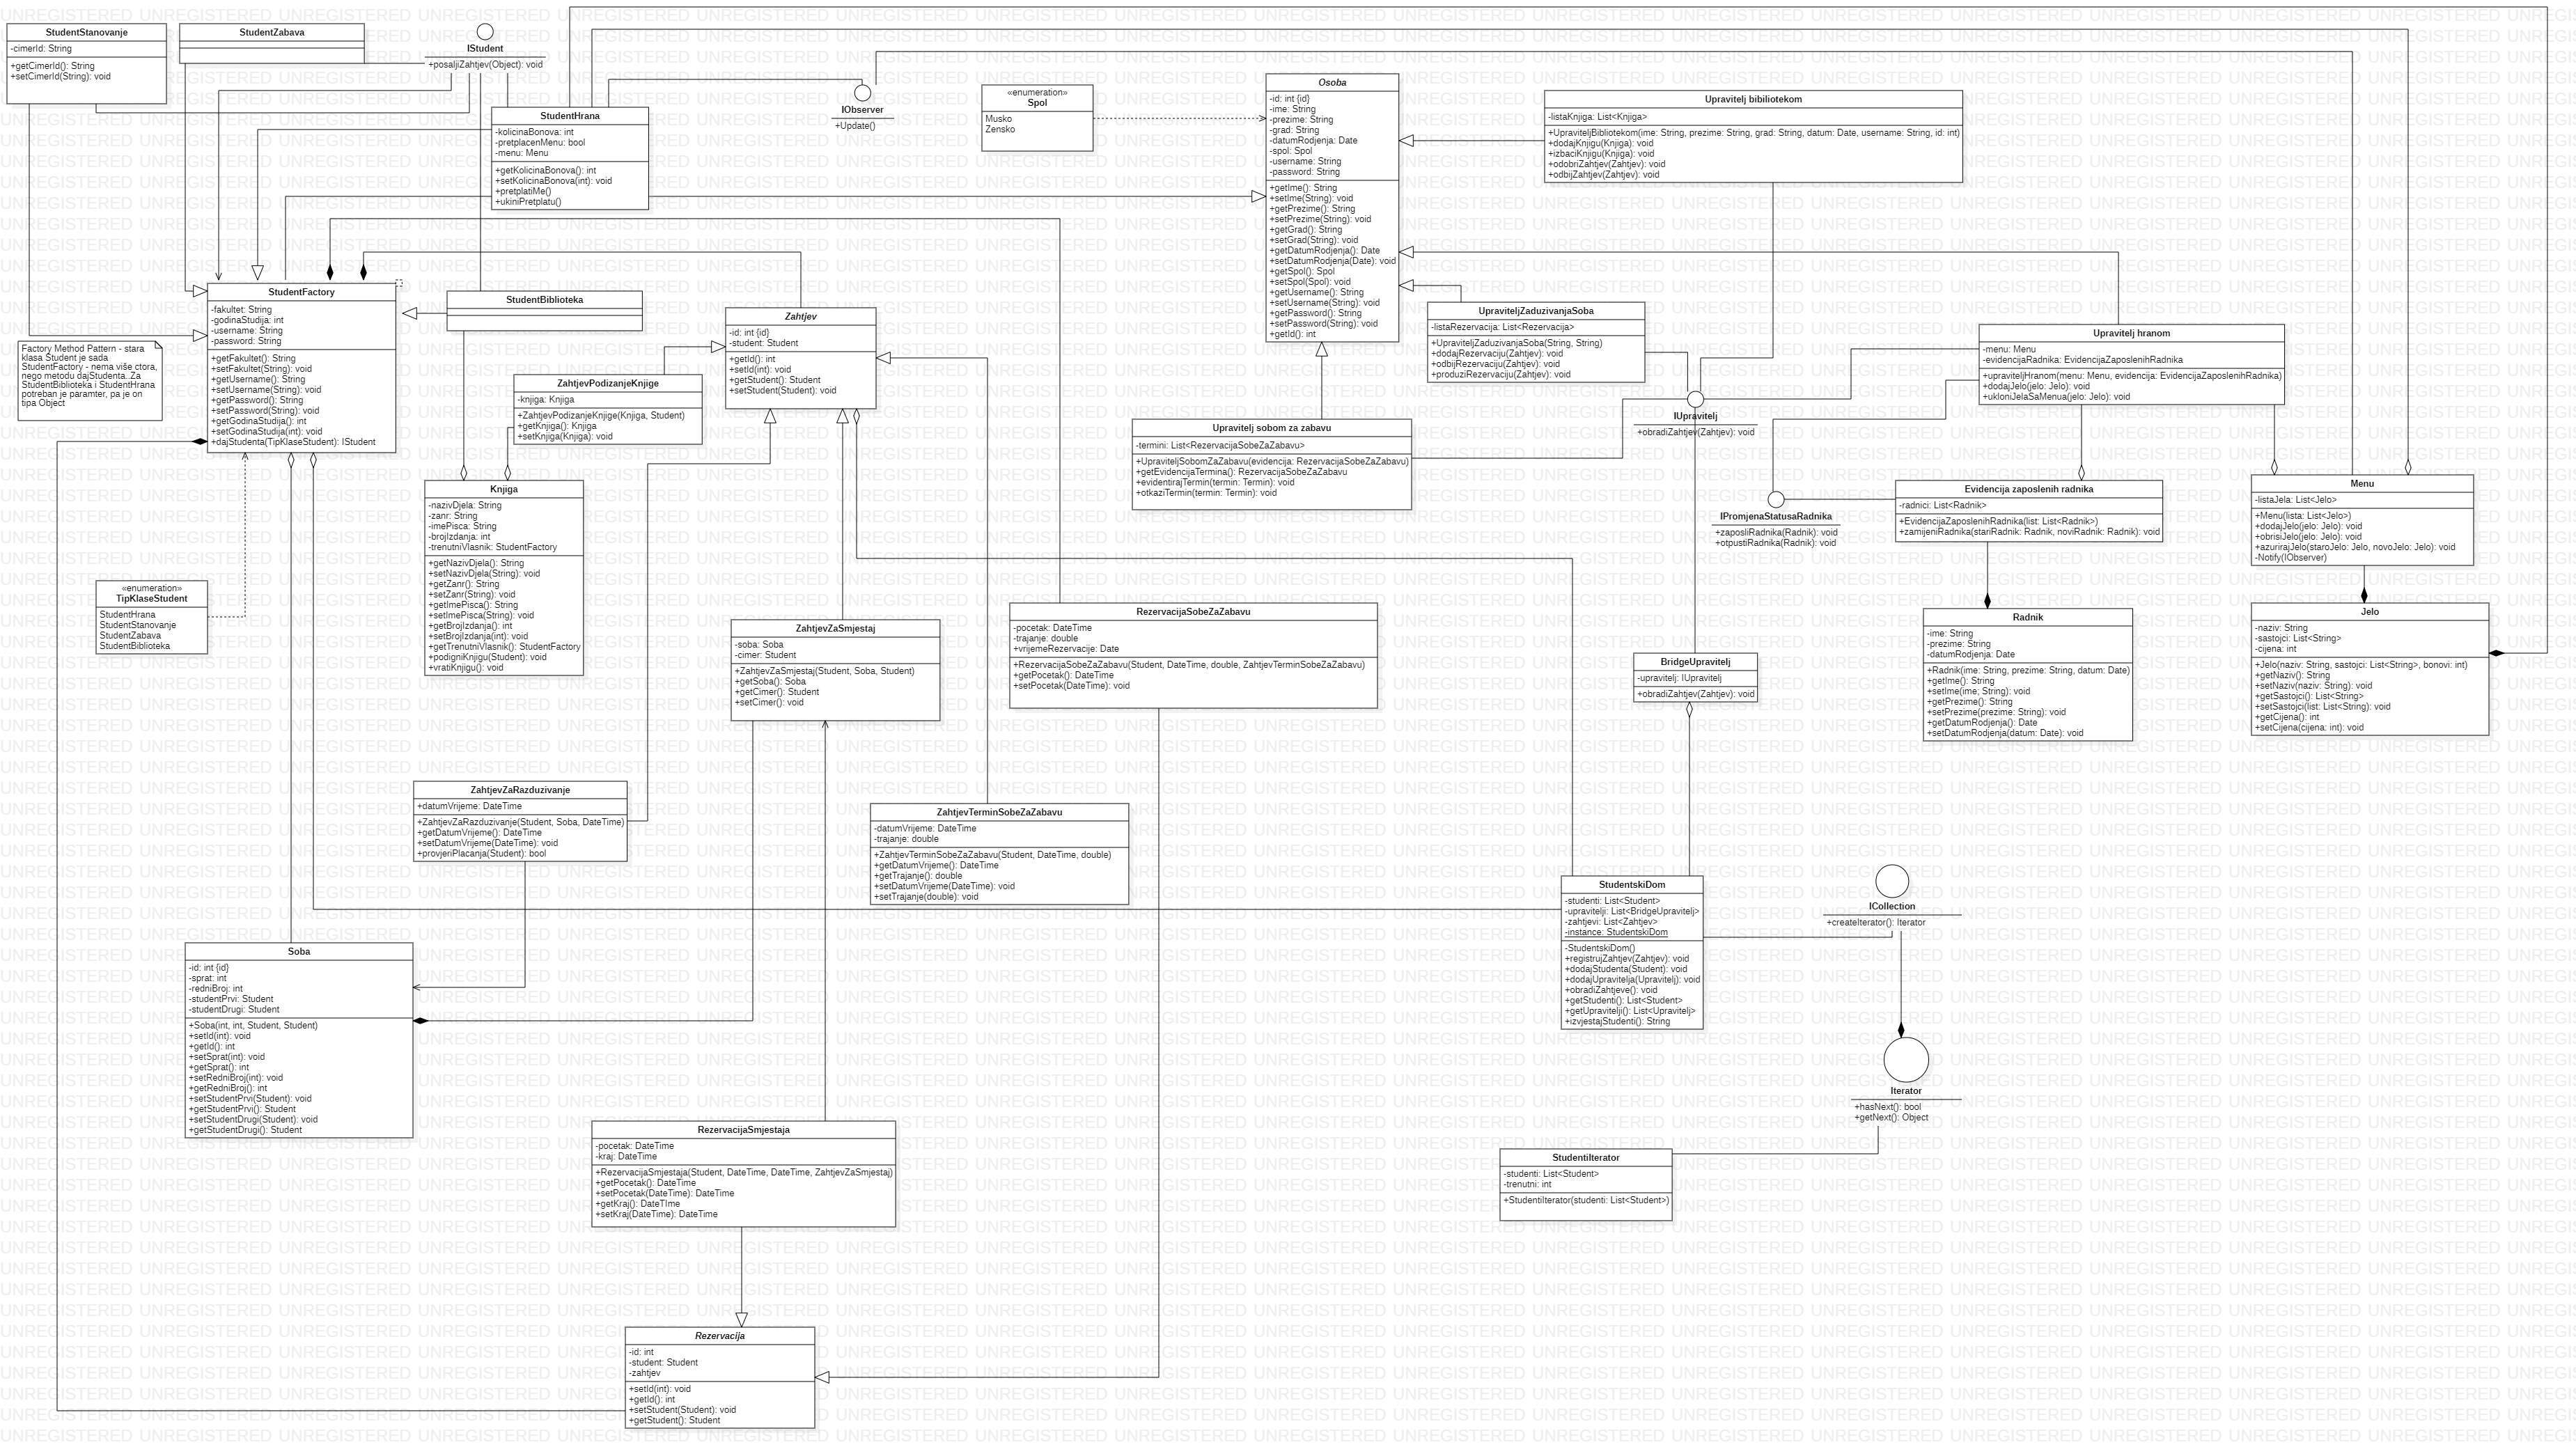 StudentStanovanje
-cimerId: String
+getCimerId(): String
+setCimerId(String): void
StudentZabava
IStudent
+posaljiZahtjev(Object): void
StudentHrana
-kolicinaBonova: int
-pretplacenMenu: bool
-menu: Menu
+getKolicinaBonova(): int
+setKolicinaBonova(int): void
+pretplatiMe()
+ukiniPretplatu()
IObserver
+Update()
«enumeration»
Spol
Musko
Zensko
Osoba
-id: int {id}
-ime: String
-prezime: String
-grad: String
-datumRodjenja: Date
-spol: Spol
-username: String
-password: String
+getIme(): String
+setIme(String): void
+getPrezime(): String
+setPrezime(String): void
+getGrad(): String
+setGrad(String): void
+getDatumRodjenja(): Date
+setDatumRodjenja(Date): void
+getSpol(): Spol
+setSpol(Spol): void
+getUsername(): String
+setUsername(String): void
+getPassword(): String
+setPassword(String): void
+getId(): int
Upravitelj bibiliotekom
-listaKnjiga: List<Knjiga>
+UpraviteljBibliotekom(ime: String, prezime: String, grad: String, datum: Date, username: String, id: int)
+dodajKnjigu(Knjiga): void
+izbaciKnjigu(Knjiga): void
+odobriZahtjev(Zahtjev): void
+odbijZahtjev(Zahtjev): void
StudentFactory
-fakultet: String
-godinaStudija: int
-username: String
-password: String
+getFakultet(): String
+setFakultet(String): void
+getUsername(): String
+setUsername(String): void
+getPassword(): String
+setPassword(String): void
+getGodinaStudija(): int
+setGodinaStudija(int): void
+dajStudenta(TipKlaseStudent): IStudent
Factory Method Pattern - stara
klasa Student je sada
StudentFactory - nema više ctora,
nego metodu dajStudenta. Za
StudentBiblioteka i StudentHrana
potreban je paramter, pa je on
tipa Object
StudentBiblioteka
Zahtjev
-id: int {id}
-student: Student
+getId(): int
+setId(int): void
+getStudent(): Student
+setStudent(Student): void
ZahtjevPodizanjeKnjige
-knjiga: Knjiga
+ZahtjevPodizanjeKnjige(Knjiga, Student)
+getKnjiga(): Knjiga
+setKnjiga(Knjiga): void
UpraviteljZaduzivanjaSoba
-listaRezervacija: List<Rezervacija>
+UpraviteljZaduzivanjaSoba(String, String)
+dodajRezervaciju(Zahtjev): void
+odbijRezervaciju(Zahtjev): void
+produziRezervaciju(Zahtjev): void
Upravitelj hranom
-menu: Menu
-evidencijaRadnika: EvidencijaZaposlenihRadnika
+upraviteljHranom(menu: Menu, evidencija: EvidencijaZaposlenihRadnika)
+dodajJelo(jelo: Jelo): void
+ukloniJelaSaMenua(jelo: Jelo): void
IUpravitelj
+obradiZahtjev(Zahtjev): void
Upravitelj sobom za zabavu
-termini: List<RezervacijaSobeZaZabavu>
+UpraviteljSobomZaZabavu(evidencija: RezervacijaSobeZaZabavu)
+getEvidencijaTermina(): RezervacijaSobeZaZabavu
+evidentirajTermin(termin: Termin): void
+otkaziTermin(termin: Termin): void
Knjiga
-nazivDjela: String
-zanr: String
-imePisca: String
-brojIzdanja: int
-trenutniVlasnik: StudentFactory
+getNazivDjela(): String
+setNazivDjela(String): void
+getZanr(): String
+setZanr(String): void
+getImePisca(): String
+setImePisca(String): void
+getBrojIzdanja(): int
+setBrojIzdanja(int): void
+getTrenutniVlasnik(): StudentFactory
+podigniKnjigu(Student): void
+vratiKnjigu(): void
IPromjenaStatusaRadnika
+zaposliRadnika(Radnik): void
+otpustiRadnika(Radnik): void
Evidencija zaposlenih radnika
-radnici: List<Radnik>
+EvidencijaZaposlenihRadnika(list: List<Radnik>)
+zamijeniRadnika(stariRadnik: Radnik, noviRadnik: Radnik): void
Menu
-listaJela: List<Jelo>
+Menu(lista: List<Jelo>)
+dodajJelo(jelo: Jelo): void
+obrisiJelo(jelo: Jelo): void
+azurirajJelo(staroJelo: Jelo, novoJelo: Jelo): void
-Notify(IObserver)
«enumeration»
TipKlaseStudent
StudentHrana
StudentStanovanje
StudentZabava
StudentBiblioteka
ZahtjevZaSmjestaj
-soba: Soba
-cimer: Student
+ZahtjevZaSmjestaj(Student, Soba, Student)
+getSoba(): Soba
+getCimer(): Student
+setCimer(): void
RezervacijaSobeZaZabavu
-pocetak: DateTime
-trajanje: double
+vrijemeRezervacije: Date
+RezervacijaSobeZaZabavu(Student, DateTime, double, ZahtjevTerminSobeZaZabavu)
+getPocetak(): DateTime
+setPocetak(DateTime): void
BridgeUpravitelj
-upravitelj: IUpravitelj
+obradiZahtjev(Zahtjev): void
Radnik
-ime: String
-prezime: String
-datumRodjenja: Date
+Radnik(ime: String, prezime: String, datum: Date)
+getIme(): String
+setIme(ime; String): void
+getPrezime(): String
+setPrezime(prezime: String): void
+getDatumRodjenja(): Date
+setDatumRodjenja(datum: Date): void
Jelo
-naziv: String
-sastojci: List<String>
-cijena: int
+Jelo(naziv: String, sastojci: List<String>, bonovi: int)
+getNaziv(): String
+setNaziv(naziv: String): void
+getSastojci(): List<String>
+setSastojci(list: List<String>): void
+getCijena(): int
+setCijena(cijena: int): void
ZahtjevZaRazduzivanje
+datumVrijeme: DateTime
+ZahtjevZaRazduzivanje(Student, Soba, DateTime)
+getDatumVrijeme(): DateTime
+setDatumVrijeme(DateTime): void
+provjeriPlacanja(Student): bool
ZahtjevTerminSobeZaZabavu
-datumVrijeme: DateTime
-trajanje: double
+ZahtjevTerminSobeZaZabavu(Student, DateTime, double)
+getDatumVrijeme(): DateTime
+getTrajanje(): double
+setDatumVrijeme(DateTime): void
+setTrajanje(double): void
StudentskiDom
-studenti: List<Student>
-upravitelji: List<BridgeUpravitelj>
-zahtjevi: List<Zahtjev>
-instance: StudentskiDom
-StudentskiDom()
+registrujZahtjev(Zahtjev): void
+dodajStudenta(Student): void
+dodajUpravitelja(Upravitelj): void
+obradiZahtjeve(): void
+getStudenti(): List<Student>
+getUpravitelji(): List<Upravitelj>
+izvjestajStudenti(): String
ICollection
+createIterator(): Iterator
Soba
-id: int {id}
-sprat: int
-redniBroj: int
-studentPrvi: Student
-studentDrugi: Student
+Soba(int, int, Student, Student)
+setId(int): void
+getId(): int
+setSprat(int): void
+getSprat(): int
+setRedniBroj(int): void
+getRedniBroj(): int
+setStudentPrvi(Student): void
+getStudentPrvi(): Student
+setStudentDrugi(Student): void
+getStudentDrugi(): Student
Iterator
+hasNext(): bool
+getNext(): Object
RezervacijaSmjestaja
-pocetak: DateTime
-kraj: DateTime
+RezervacijaSmjestaja(Student, DateTime, DateTime, ZahtjevZaSmjestaj)
+getPocetak(): DateTime
+setPocetak(DateTime): DateTime
+getKraj(): DateTIme
+setKraj(DateTime): DateTime
StudentiIterator
-studenti: List<Student>
-trenutni: int
+StudentiIterator(studenti: List<Student>)
Rezervacija
-id: int
-student: Student
-zahtjev
+setId(int): void
+getId(): int
+setStudent(Student): void
+getStudent(): Student